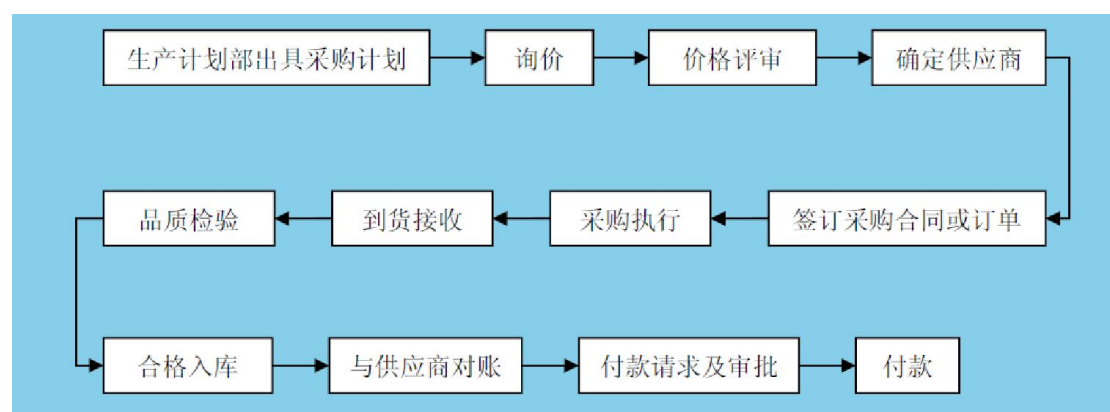 生产计划部出具采购计划
询价
价格评审
确定供应商
签订采购合同或订单
采购执行
到货接收
品质检验
合格入库
与供应商对账
付款请求及审批
付款